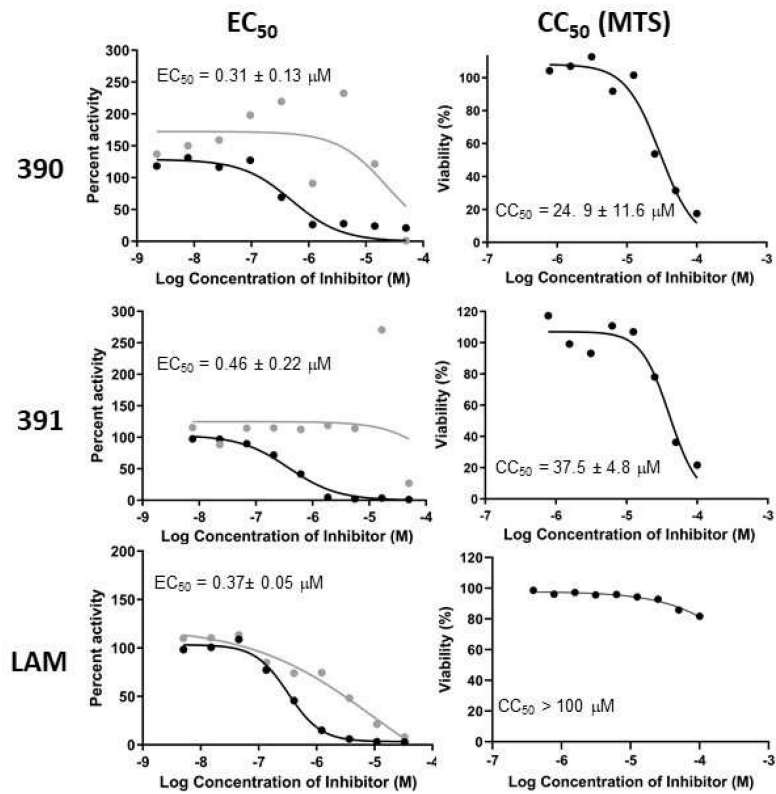 EC50
CC50 (MTS)
390
Percent activity
300
250
200
150
100
50
0
EC50 = 0.31 ± 0.13 µM
-9 -8 -7 -6 -5 -4
Log Concentration of Inhibitor (M)
Viability (%)
100
80
60
40
20
0
CC50 = 24. 9 ± 11.6 µM
-7 -6 -5 -4 -3
Log Concentration of Inhibitor (M)
391
Percent activity
300
250
200
150
100
50
0
EC50 = 0.46 ± 0.22 µM
-9 -8 -7 -6 -5 -4
Log Concentration of Inhibitor (M)
Viability (%)
120
100
80
60
40
20
0
CC50 = 37.5 ± 4.8 µM
-7 -6 -5 -4 -3
Log Concentration of Inhibitor (M)
LAM
Percent activity
200
150
100
50
0
EC50 = 0.37± 0.05 µM
-9 -8 -7 -6 -5 -4
Log Concentration of Inhibitor (M)
Viability (%)
120
100
80
60
40
20
0
CC50 > 100 µM
-7 -6 -5 -4 -3
Log Concentration of Inhibitor (M)